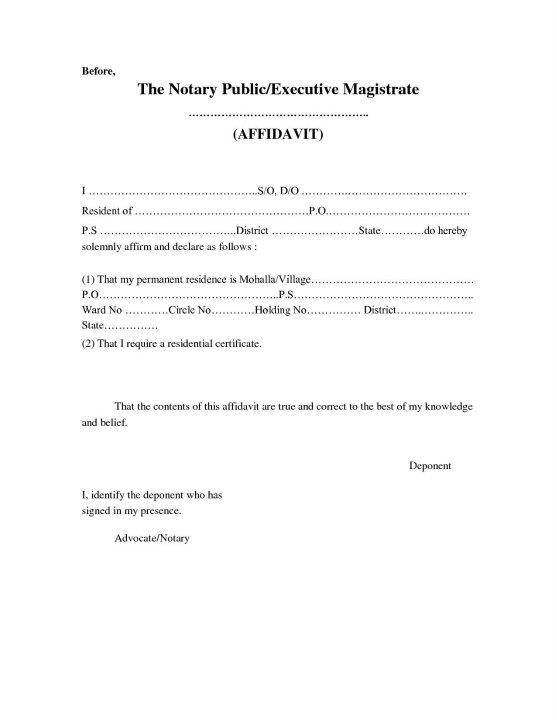 Before,
The Notary Public/Executive Magistrate
…………………………………………..
(AFFIDAVIT)
I ………………………………………..S/O, D/O ………….……………………………
Resident of …………………………………………P.O…………………………………
P.S ………………………………..District ……………………State…………do hereby
solemnly affirm and declare as follows :
(1) That my permanent residence is Mohalla/Village………………………………………
P.O…………………………………………..P.S…………………………………………..
Ward No …………Circle No…………Holding No…………… District……..…………..
State……………
(2) That I require a residential certificate.
That the contents of this affidavit are true and correct to the best of my knowledge
and belief.
Deponent
I, identify the deponent who has
signed in my presence.
Advocate/Notary